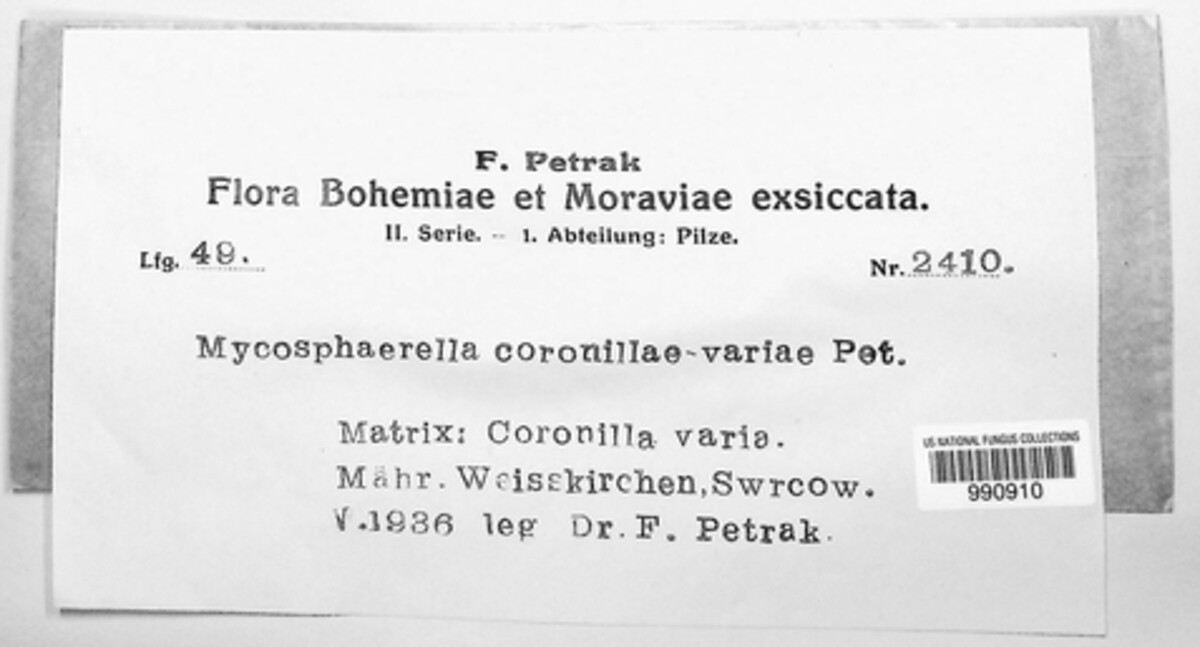 F. Petrak
Flora Bohemiae et Moraviae exsiccata.
II. Serie. — 1. Abteilung: Pilze.
Lfg. 49.
Nr. 2410.
Mycosphaerella coronillae-variae Pet.
Matrix: Coronilla varia.
Mähr. Weisskirchen, Swrcow.
V.1936 leg Dr. F. Petrak.
US NATIONAL FUNGUS COLLECTIONS
990910